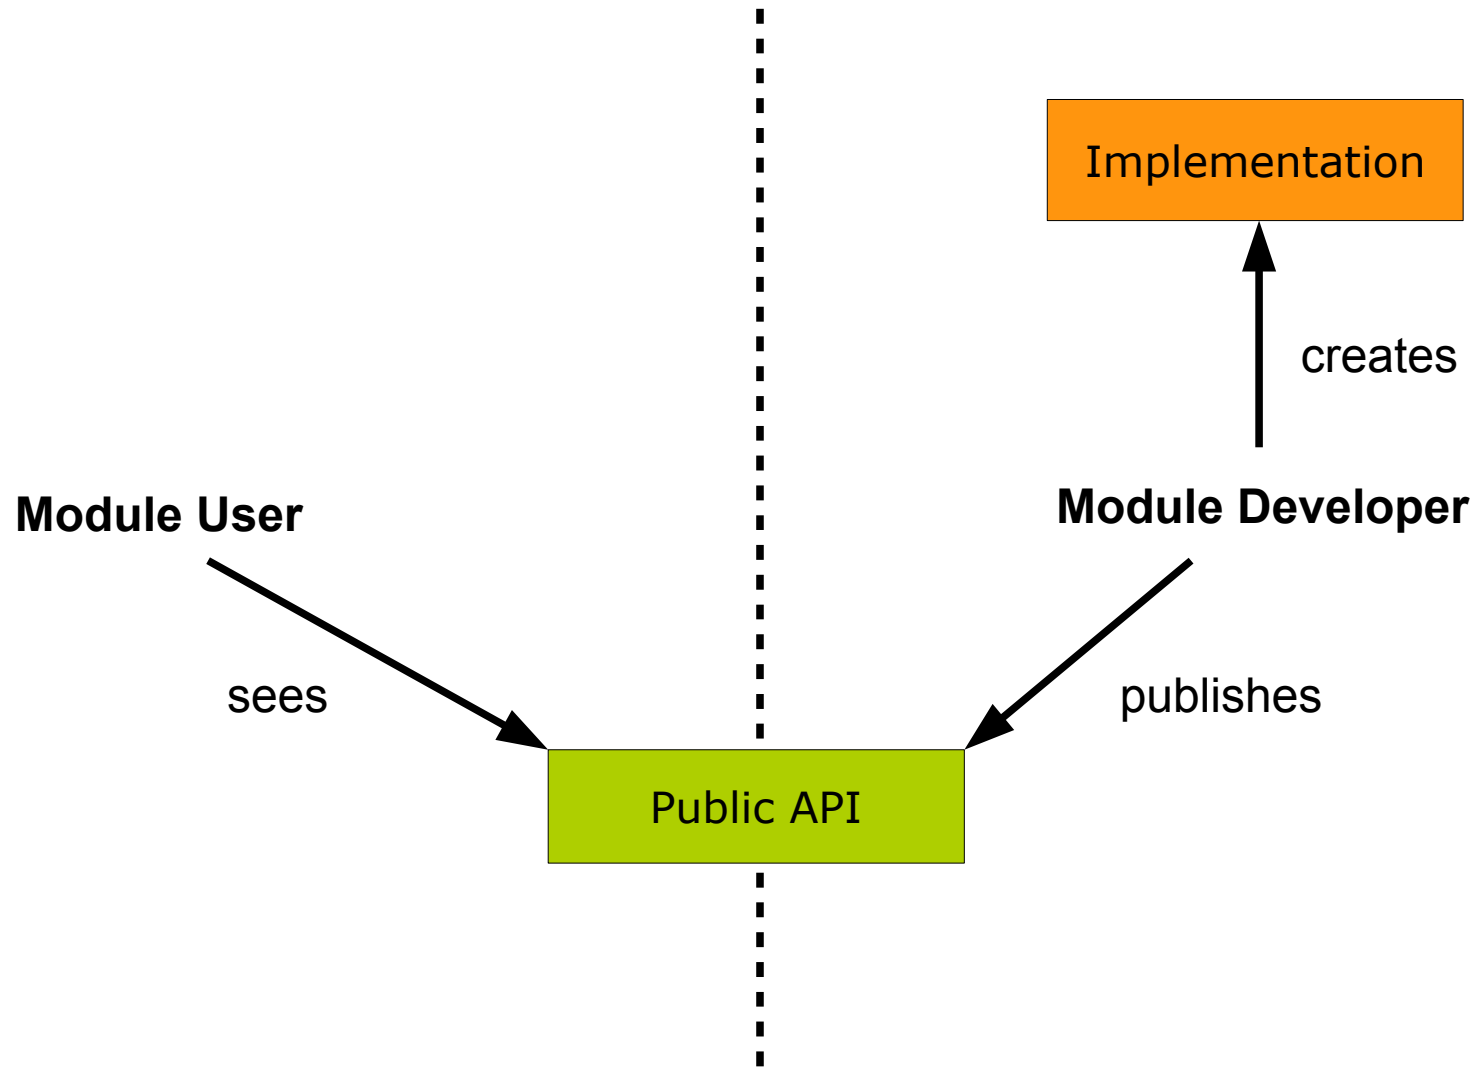 Implementation
creates
Module User
Module Developer
sees
publishes
Public API